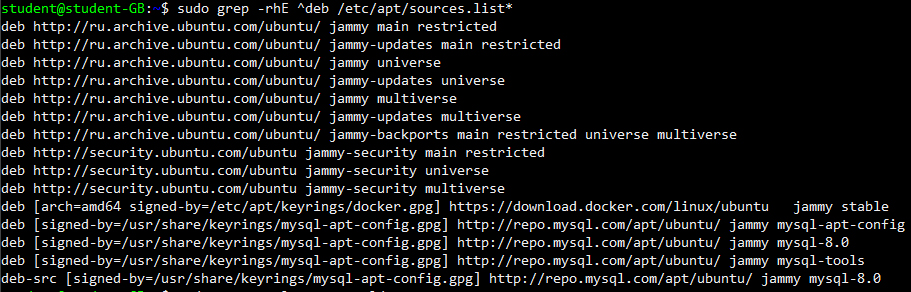 student@student-GB:~$ sudo grep -rhE ^deb /etc/apt/sources.list*
deb http://ru.archive.ubuntu.com/ubuntu/ jammy main restricted
deb http://ru.archive.ubuntu.com/ubuntu/ jammy-updates main restricted
deb http://ru.archive.ubuntu.com/ubuntu/ jammy universe
deb http://ru.archive.ubuntu.com/ubuntu/ jammy-updates universe
deb http://ru.archive.ubuntu.com/ubuntu/ jammy multiverse
deb http://ru.archive.ubuntu.com/ubuntu/ jammy-updates multiverse
deb http://ru.archive.ubuntu.com/ubuntu/ jammy-backports main restricted universe multiverse
deb http://security.ubuntu.com/ubuntu jammy-security main restricted
deb http://security.ubuntu.com/ubuntu jammy-security universe
deb http://security.ubuntu.com/ubuntu jammy-security multiverse
deb [arch=amd64 signed-by=/etc/apt/keyrings/docker.gpg] https://download.docker.com/linux/ubuntu   jammy stable
deb [signed-by=/usr/share/keyrings/mysql-apt-config.gpg] http://repo.mysql.com/apt/ubuntu/ jammy mysql-apt-config
deb [signed-by=/usr/share/keyrings/mysql-apt-config.gpg] http://repo.mysql.com/apt/ubuntu/ jammy mysql-8.0
deb [signed-by=/usr/share/keyrings/mysql-apt-config.gpg] http://repo.mysql.com/apt/ubuntu/ jammy mysql-tools
deb-src [signed-by=/usr/share/keyrings/mysql-apt-config.gpg] http://repo.mysql.com/apt/ubuntu/ jammy mysql-8.0